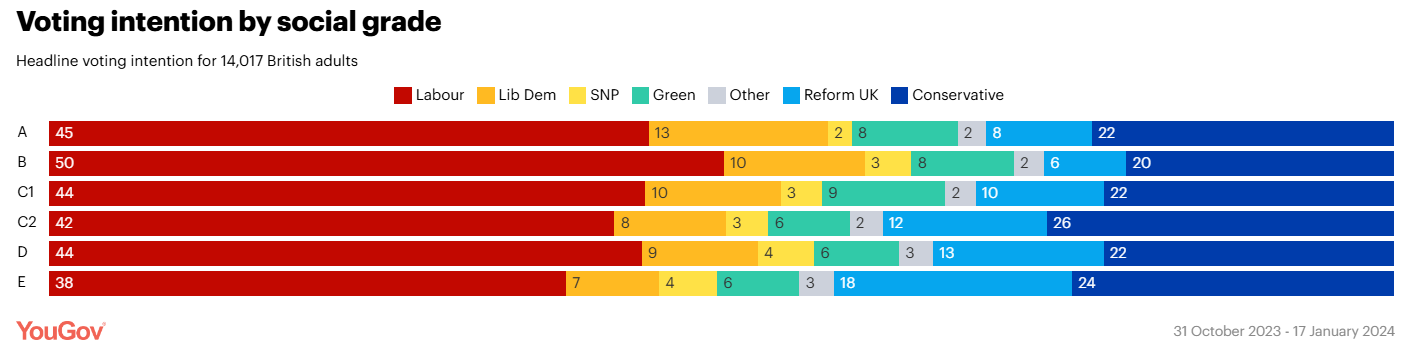 Voting intention by social grade
Headline voting intention for 14,017 British adults
Labour Lib Dem SNP Green Other Reform UK Conservative
A 45 13 2 8 2 8 22
B 50 10 3 8 2 6 20
C1 44 10 3 9 2 10 22
C2 42 8 3 6 2 12 26
D 44 9 4 6 3 13 22
E 38 7 4 6 3 18 24
YouGov® 31 October 2023 - 17 January 2024